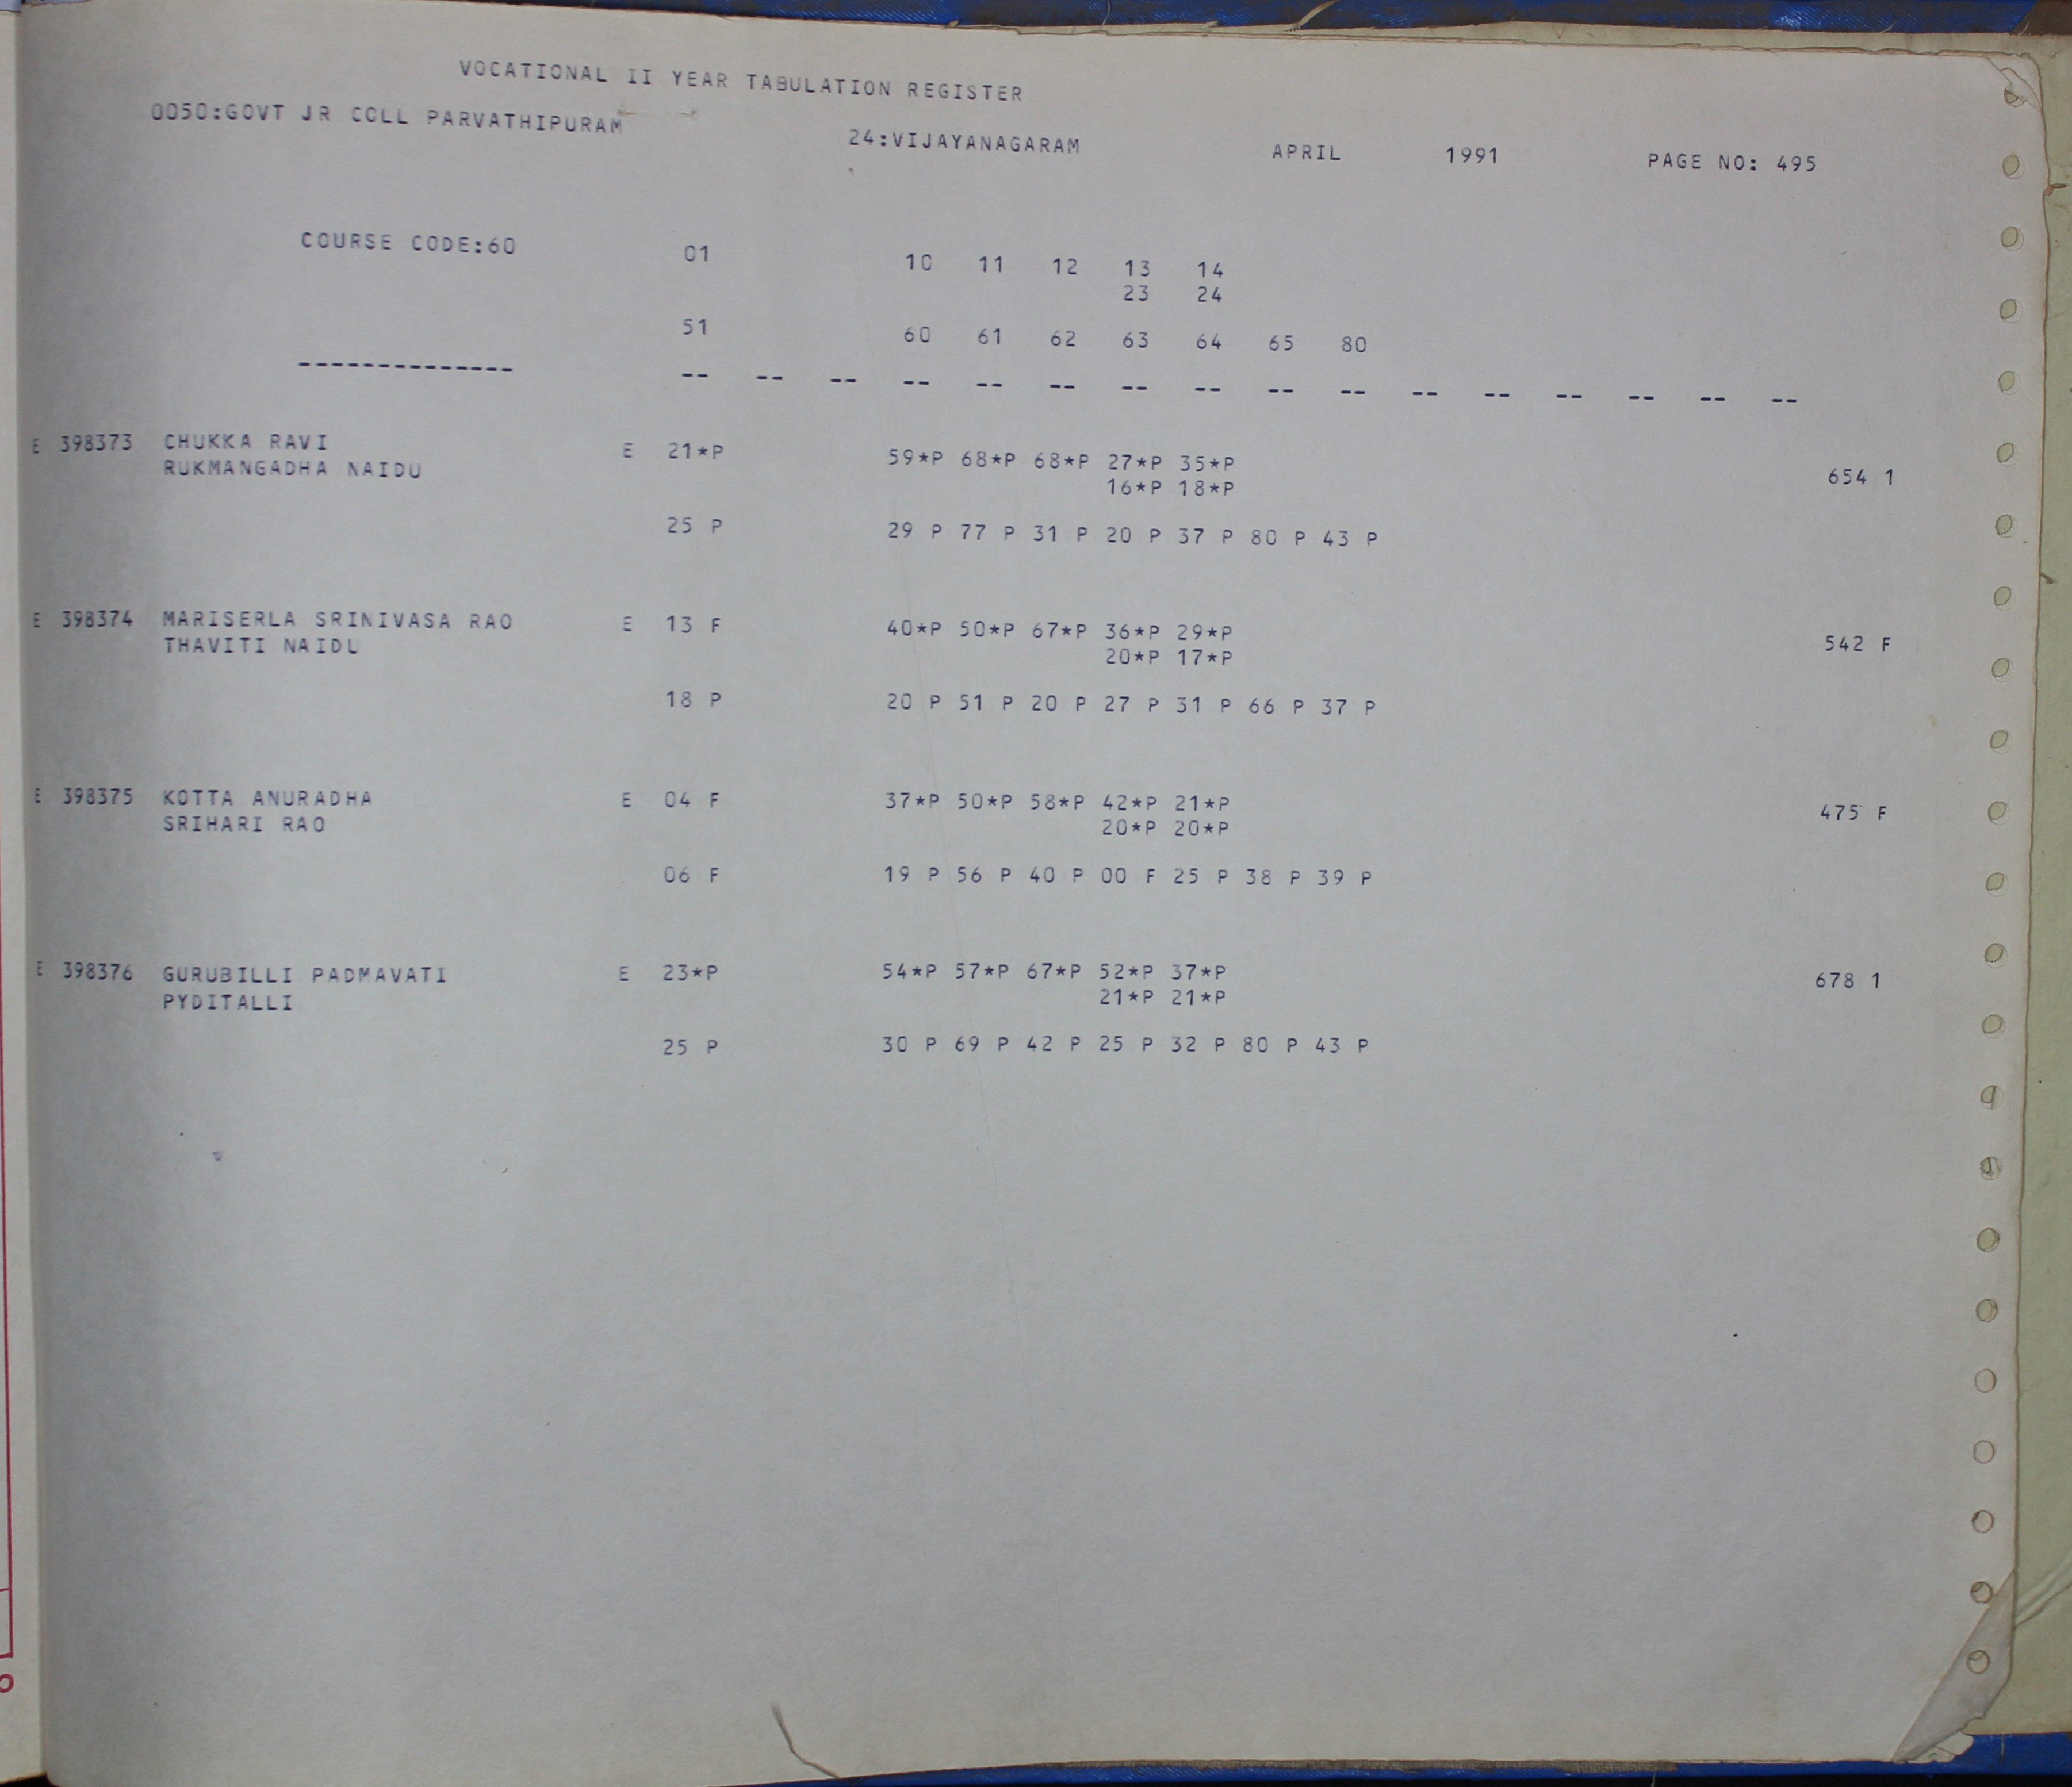 VOCATIONAL II YEAR TABULATION REGISTER
0050:GOVT JR COLL PARVATHIPURAM 24:VIJAYANAGARAM APRIL 1991 PAGE NO: 495
COURSE CODE:60 01 10 11 12 13 14
23 24
51 60 61 62 63 64 65 80
-------------- -- -- -- -- -- -- -- -- -- -- -- -- -- -- -- --
E 398373 CHUKKA RAVI E 21*P 59*P 68*P 68*P 27*P 35*P
RUKMANGADHA NAIDU 16*P 18*P 654 1
25 P 29 P 77 P 31 P 20 P 37 P 80 P 43 P
E 398374 MARISERLA SRINIVASA RAO E 13 F 40*P 50*P 67*P 36*P 29*P
THAVITI NAIDU 20*P 17*P 542 F
18 P 20 P 51 P 20 P 27 P 31 P 66 P 37 P
E 398375 KOTTA ANURADHA E 04 F 37*P 50*P 58*P 42*P 21*P
SRIHARI RAO 20*P 20*P 475 F
06 F 19 P 56 P 40 P 00 F 25 P 38 P 39 P
E 398376 GURUBILLI PADMAVATI E 23*P 54*P 57*P 67*P 52*P 37*P
PYDITALLI 21*P 21*P 678 1
25 P 30 P 69 P 42 P 25 P 32 P 80 P 43 P